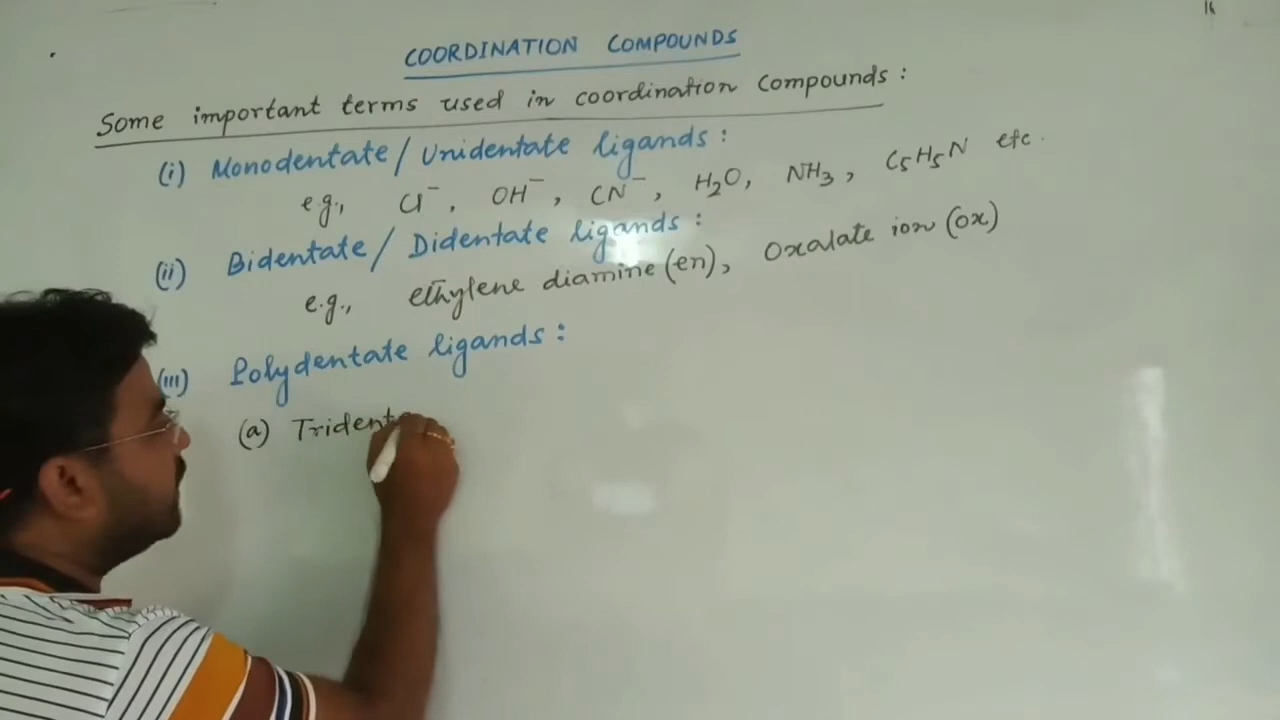 COORDINATION COMPOUNDS
Some important terms used in coordination compounds :
(i) Monodentate / Unidentate ligands :
e.g., Cl⁻, OH⁻, CN⁻, H₂O, NH₃, C₅H₅N etc.
(ii) Bidentate / Didentate ligands :
e.g., ethylene diamine (en), Oxalate ion (ox)
(iii) Polydentate ligands :
(a) Trident